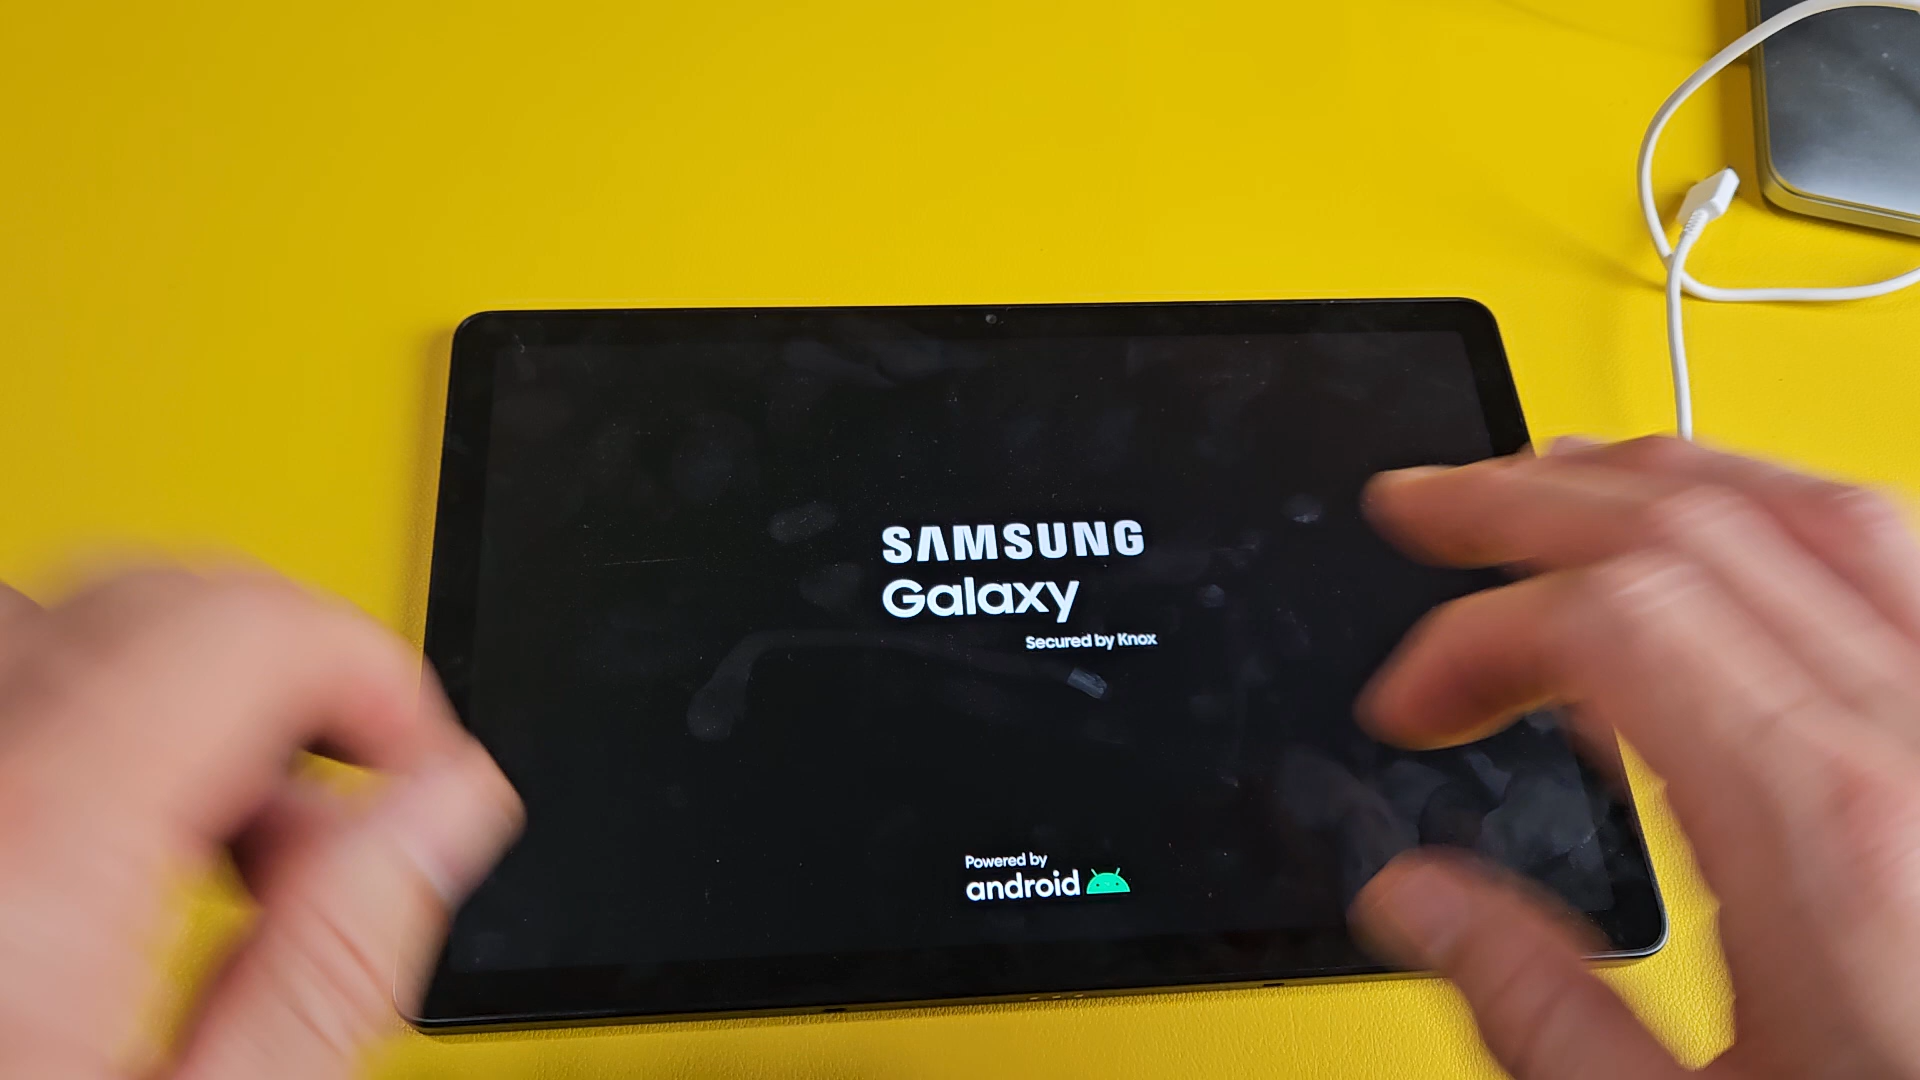 SAMSUNG
Galaxy
Secured by Knox
Powered by
android